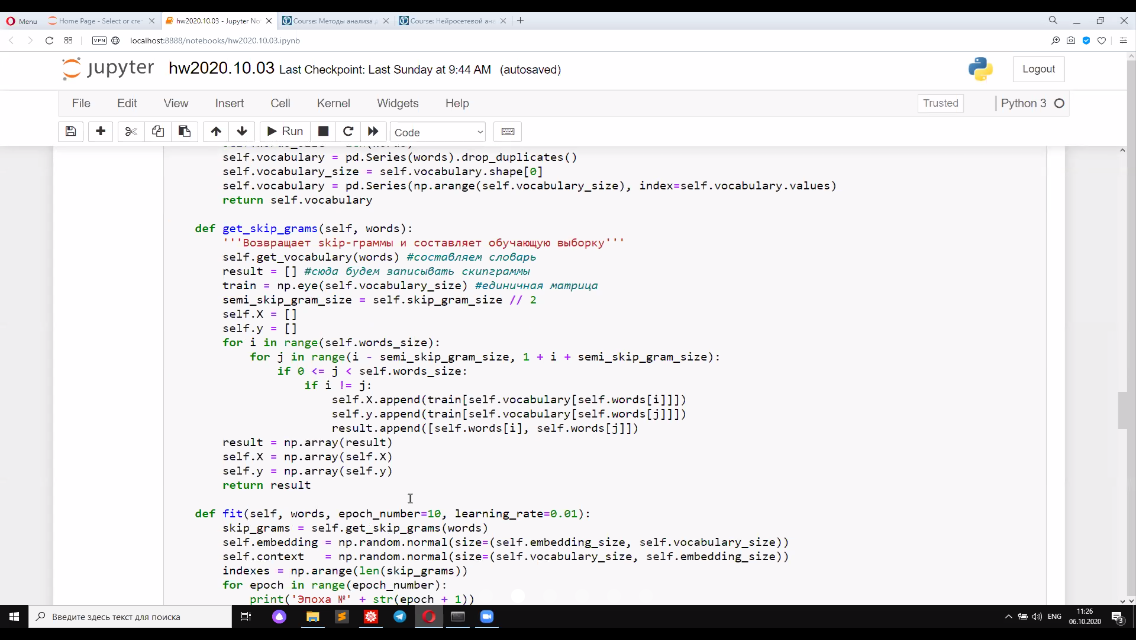 Menu
Home Page - Select or cre
hw2020.10.03 - Jupyter No
Course: Методы анализа д
Course: Нейросетевой ана
VPN localhost:8888/notebooks/hw2020.10.03.ipynb
jupyter hw2020.10.03 Last Checkpoint: Last Sunday at 9:44 AM (autosaved)
Logout
File Edit View Insert Cell Kernel Widgets Help
Trusted Python 3
Run Code
self.vocabulary = pd.Series(words).drop_duplicates()
self.vocabulary_size = self.vocabulary.shape[0]
self.vocabulary = pd.Series(np.arange(self.vocabulary_size), index=self.vocabulary.values)
return self.vocabulary
def get_skip_grams(self, words):
'''Возвращает skip-граммы и составляет обучающую выборку'''
self.get_vocabulary(words) #составляем словарь
result = [] #сюда будем записывать скипграммы
train = np.eye(self.vocabulary_size) #единичная матрица
semi_skip_gram_size = self.skip_gram_size // 2
self.X = []
self.y = []
for i in range(self.words_size):
for j in range(i - semi_skip_gram_size, 1 + i + semi_skip_gram_size):
if 0 <= j < self.words_size:
if i != j:
self.X.append(train[self.vocabulary[self.words[i]]])
self.y.append(train[self.vocabulary[self.words[j]]])
result.append([self.words[i], self.words[j]])
result = np.array(result)
self.X = np.array(self.X)
self.y = np.array(self.y)
return result
def fit(self, words, epoch_number=10, learning_rate=0.01):
skip_grams = self.get_skip_grams(words)
self.embedding = np.random.normal(size=(self.embedding_size, self.vocabulary_size))
self.context = np.random.normal(size=(self.vocabulary_size, self.embedding_size))
indexes = np.arange(len(skip_grams))
for epoch in range(epoch_number):
print('Эпоха №' + str(epoch + 1))
Введите здесь текст для поиска
ENG
11:26
06.10.2020
3